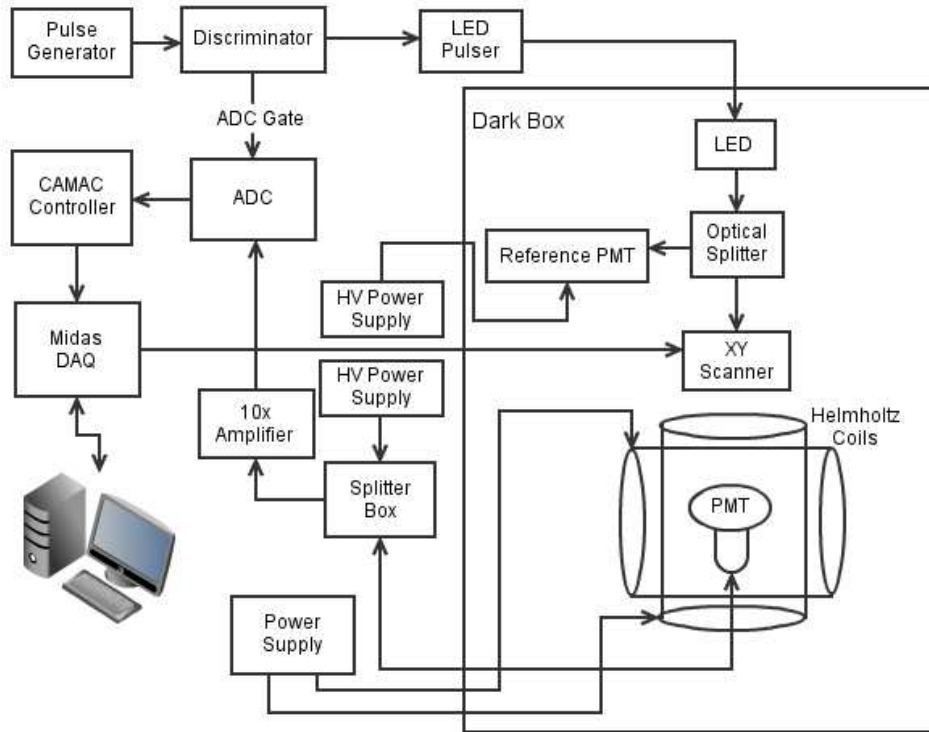 Pulse
Generator
Discriminator
LED
Pulser
ADC Gate
Dark Box
LED
CAMAC
Controller
ADC
Optical
Splitter
Reference PMT
HV Power
Supply
Midas
DAQ
XY
Scanner
HV Power
Supply
10x
Amplifier
Helmholtz
Coils
Splitter
Box
PMT
Power
Supply